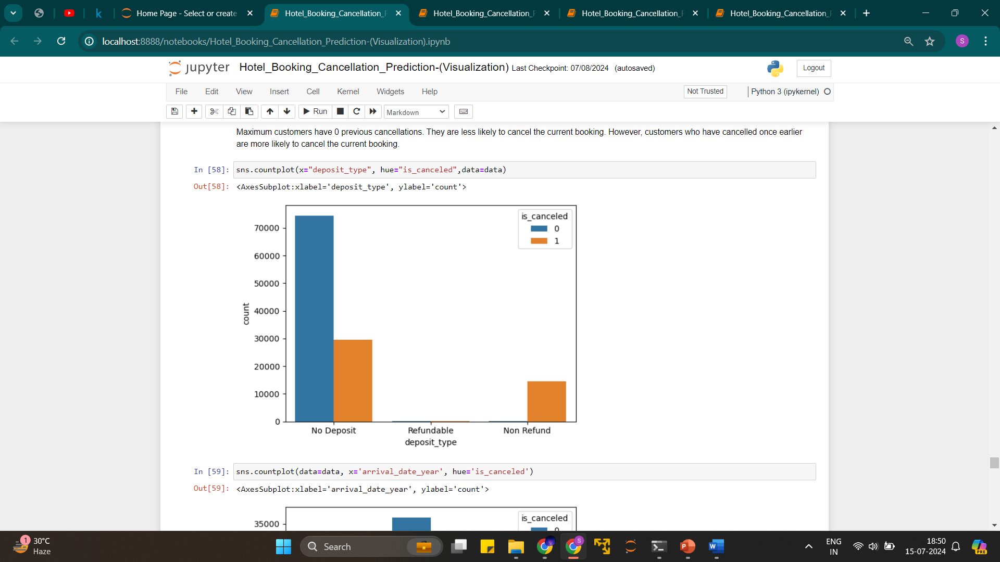 Home Page - Select or create
Hotel_Booking_Cancellation_
Hotel_Booking_Cancellation_
Hotel_Booking_Cancellation_
Hotel_Booking_Cancellation_
localhost:8888/notebooks/Hotel_Booking_Cancellation_Prediction-(Visualization).ipynb
S
jupyter Hotel_Booking_Cancellation_Prediction-(Visualization) Last Checkpoint: 07/08/2024 (autosaved)
Logout
File Edit View Insert Cell Kernel Widgets Help
Not Trusted
Python 3 (ipykernel)
Run
Markdown
Maximum customers have 0 previous cancellations. They are less likely to cancel the current booking. However, customers who have cancelled once earlier
are more likely to cancel the current booking.
In [58]: sns.countplot(x="deposit_type", hue="is_canceled",data=data)
Out[58]: <AxesSubplot:xlabel='deposit_type', ylabel='count'>
is_canceled
0
1
70000
60000
50000
40000
30000
20000
10000
0
count
No Deposit Refundable Non Refund
deposit_type
In [59]: sns.countplot(data=data, x='arrival_date_year', hue='is_canceled')
Out[59]: <AxesSubplot:xlabel='arrival_date_year', ylabel='count'>
35000
is_canceled
0
1
30°C
Haze
Search
S
ENG
IN
18:50
15-07-2024
PRE